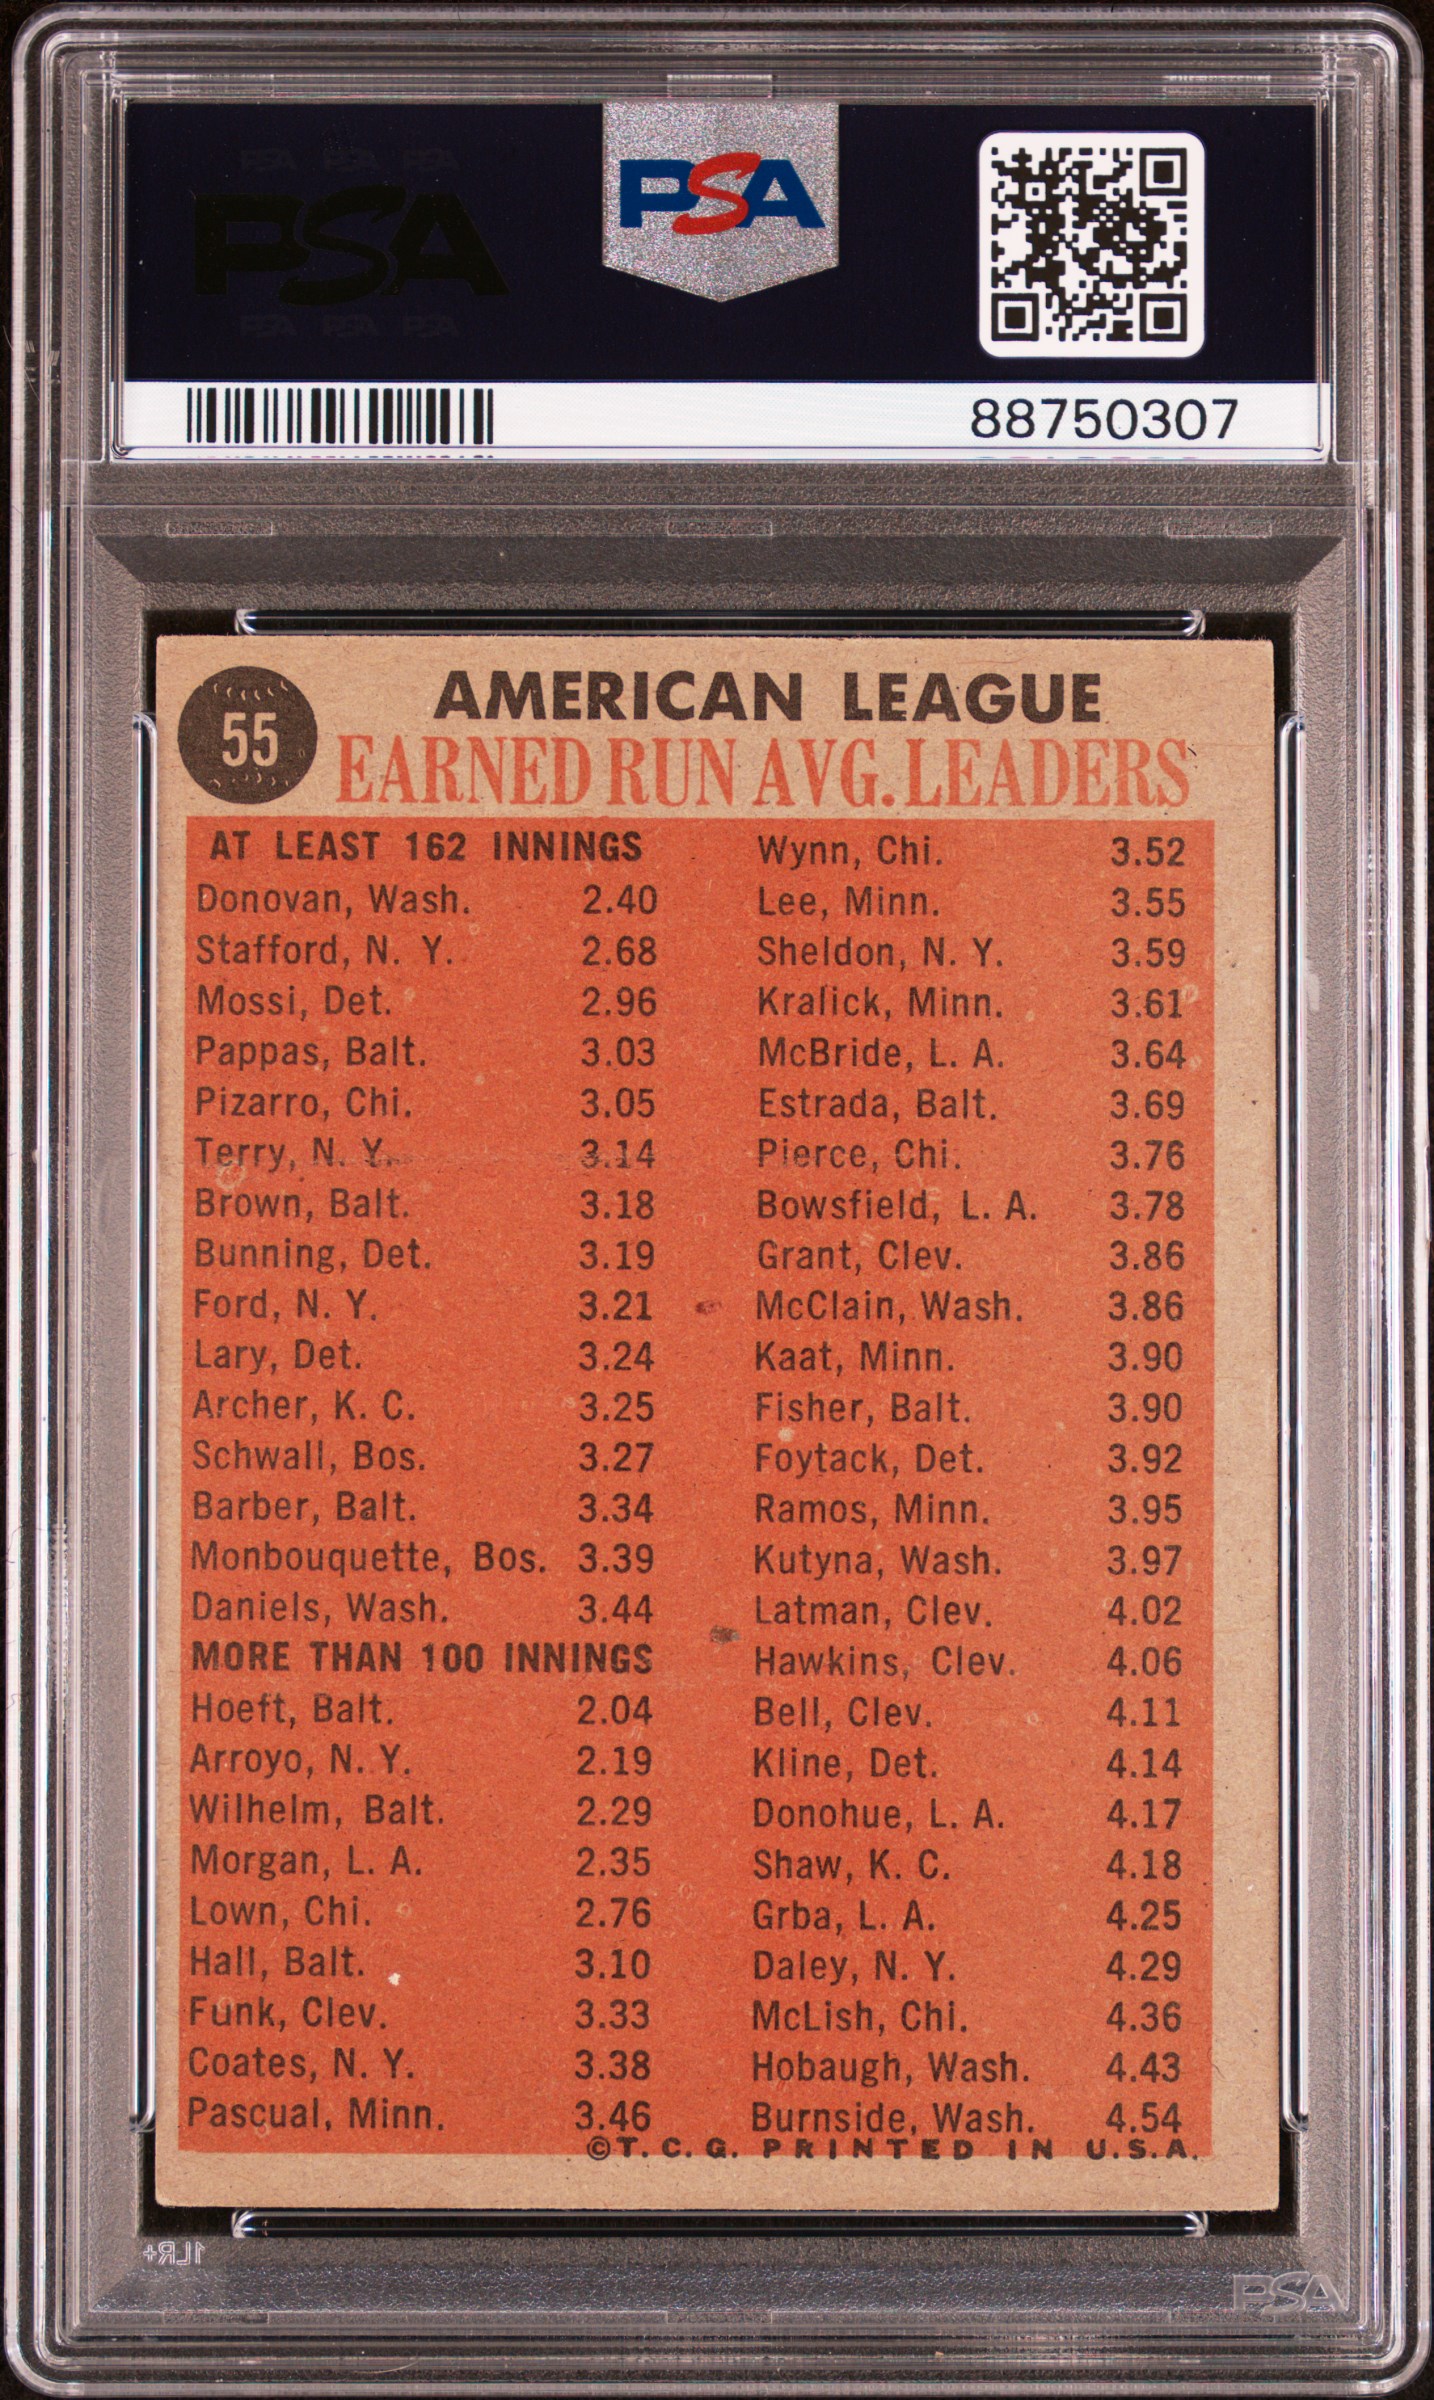 PSA PSA PSA
PSA
PSA
PSA PSA PSA
88750307
55
AMERICAN LEAGUE
EARNED RUN AVG. LEADERS
AT LEAST 162 INNINGS
Donovan, Wash. 2.40
Stafford, N. Y. 2.68
Mossi, Det. 2.96
Pappas, Balt. 3.03
Pizarro, Chi. 3.05
Terry, N. Y. 3.14
Brown, Balt. 3.18
Bunning, Det. 3.19
Ford, N. Y. 3.21
Lary, Det. 3.24
Archer, K. C. 3.25
Schwall, Bos. 3.27
Barber, Balt. 3.34
Monbouquette, Bos. 3.39
Daniels, Wash. 3.44
MORE THAN 100 INNINGS
Hoeft, Balt. 2.04
Arroyo, N. Y. 2.19
Wilhelm, Balt. 2.29
Morgan, L. A. 2.35
Lown, Chi. 2.76
Hall, Balt. 3.10
Funk, Clev. 3.33
Coates, N. Y. 3.38
Pascual, Minn. 3.46
Wynn, Chi. 3.52
Lee, Minn. 3.55
Sheldon, N. Y. 3.59
Kralick, Minn. 3.61
McBride, L. A. 3.64
Estrada, Balt. 3.69
Pierce, Chi. 3.76
Bowsfield, L. A. 3.78
Grant, Clev. 3.86
McClain, Wash. 3.86
Kaat, Minn. 3.90
Fisher, Balt. 3.90
Foytack, Det. 3.92
Ramos, Minn. 3.95
Kutyna, Wash. 3.97
Latman, Clev. 4.02
Hawkins, Clev. 4.06
Bell, Clev. 4.11
Kline, Det. 4.14
Donohue, L. A. 4.17
Shaw, K. C. 4.18
Grba, L. A. 4.25
Daley, N. Y. 4.29
McLish, Chi. 4.36
Hobaugh, Wash. 4.43
Burnside, Wash. 4.54
©T. C. G. PRINTED IN U.S.A.
1LR+
PSA